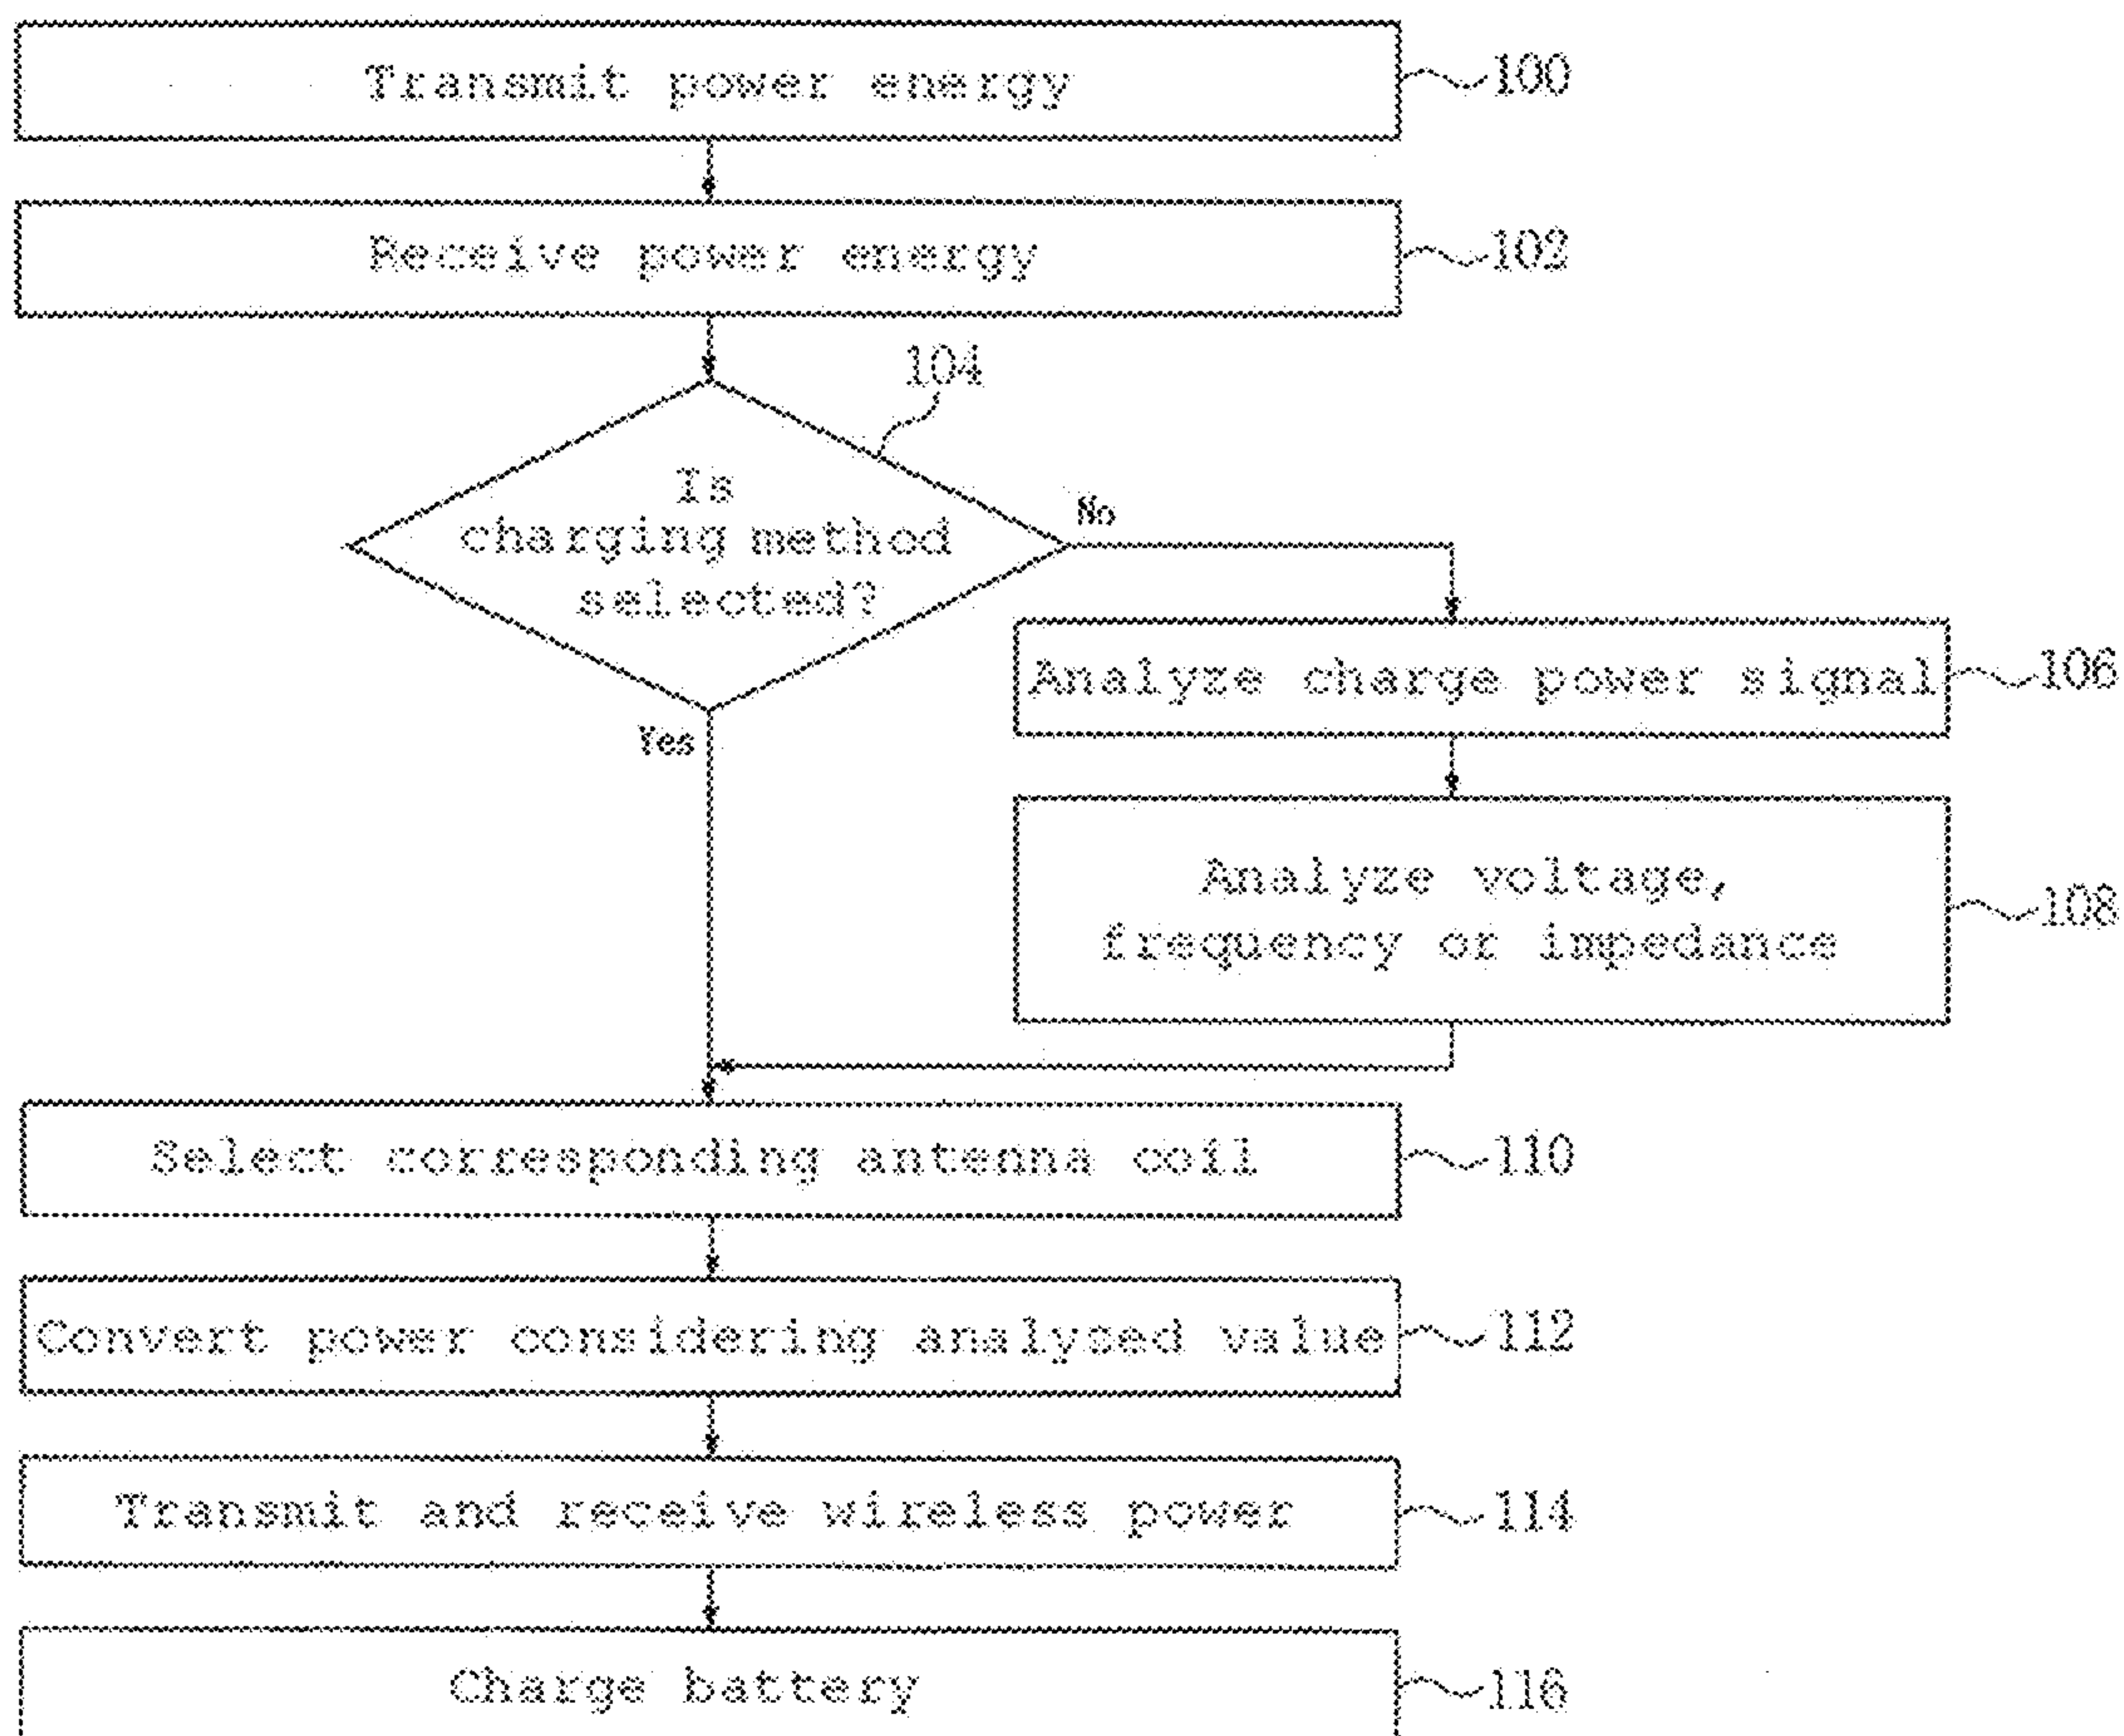 Transmit power energy
100
Receive power energy
102
104
Is
charging method
selected?
No
Yes
Analyze charge power signal
106
Analyze voltage,
frequency or impedance
108
Select corresponding antenna coil
110
Convert power considering analysed value
112
Transmit and receive wireless power
114
Charge battery
116